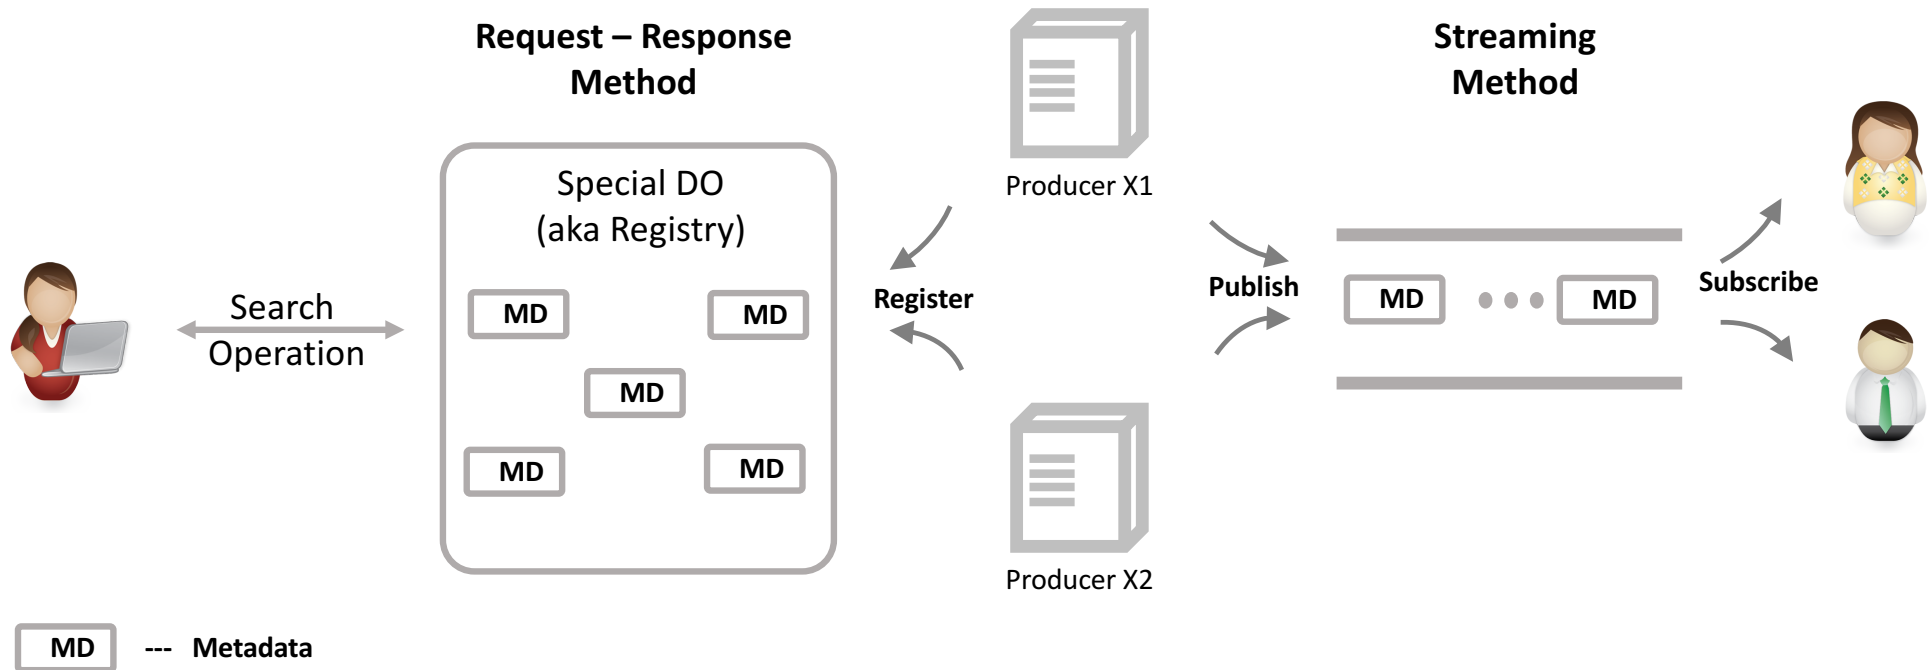 Request – Response
Method
Streaming
Method
Special DO
(aka Registry)
Producer X1
Search
Operation
MD
MD
MD
MD
MD
Register
Publish
MD
MD
Subscribe
Producer X2
MD --- Metadata